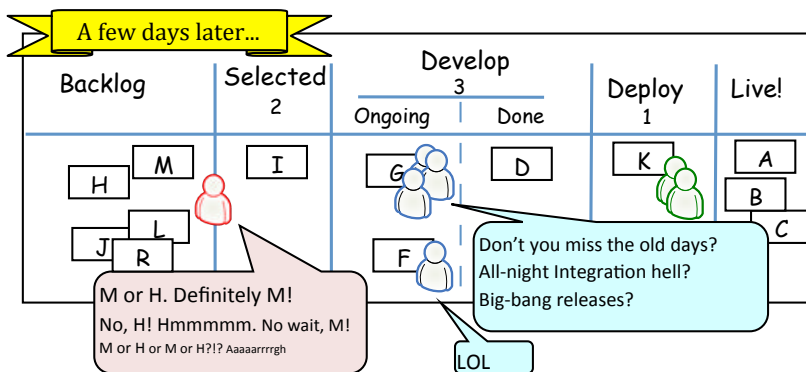 A few days later...
Backlog
Selected
2
Develop
3
Ongoing
Done
Deploy
1
Live!
H
M
J
L
R
I
G
F
D
K
A
B
C
M or H. Definitely M!
No, H! Hmmmmm. No wait, M!
M or H or M or H?!? Aaaaarrrrgh
Don’t you miss the old days?
All-night Integration hell?
Big-bang releases?
LOL